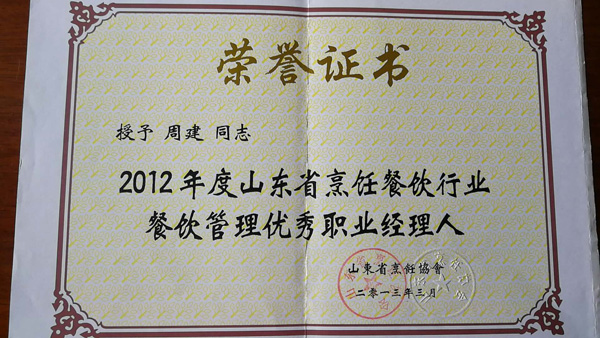 荣誉证书
授予 周建 同志
2012年度山东省烹饪餐饮行业
餐饮管理优秀职业经理人
山東省烹飪協會
二零一三年三月